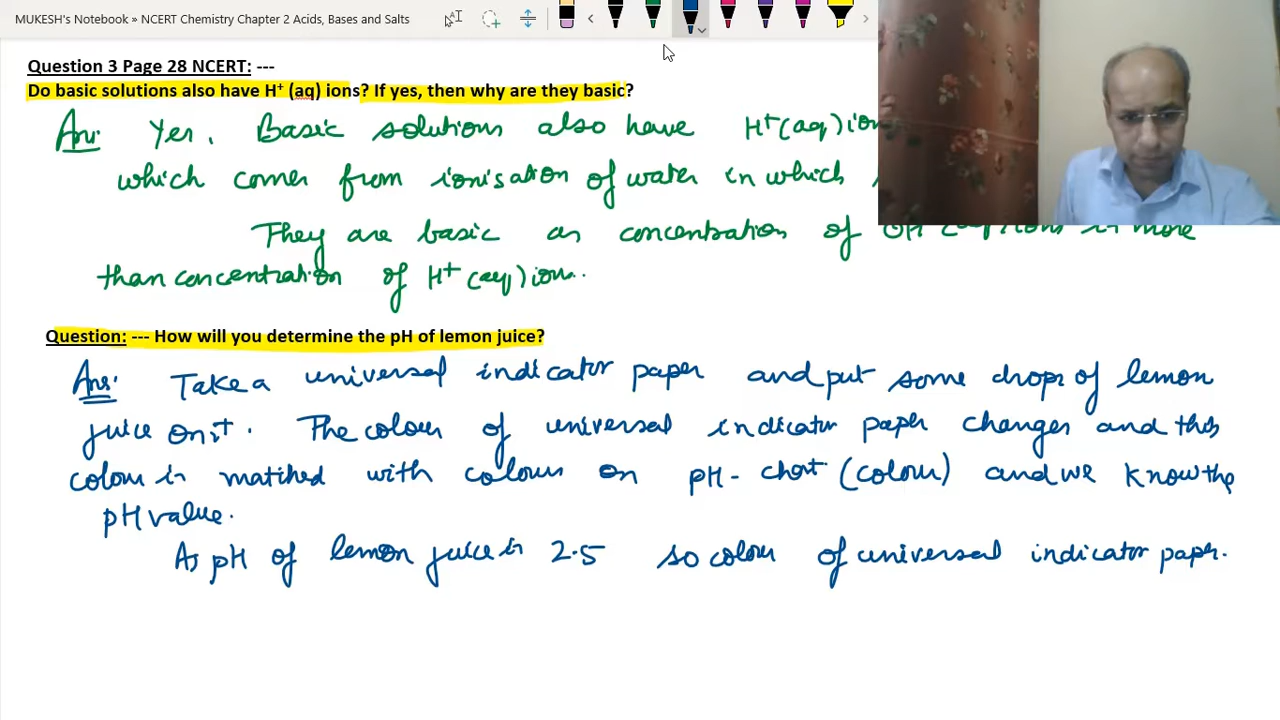 MUKESH's Notebook » NCERT Chemistry Chapter 2 Acids, Bases and Salts
Question 3 Page 28 NCERT: ---
Do basic solutions also have H⁺ (aq) ions? If yes, then why are they basic?
Ans: Yes, Basic solutions also have H⁺(aq) ion
which comes from ionisation of water in which
They are basic as concentration of OH⁻ (aq) ions is more
than concentration of H⁺ (aq) ions.
Question: --- How will you determine the pH of lemon juice?
Ans: Take a universal indicator paper and put some drops of lemon
juice on it. The colour of universal indicator paper changes and this
colour is matched with colour on pH- chart (colour) and we know the
pH value.
As pH of lemon juice is 2.5 so colour of universal indicator paper.